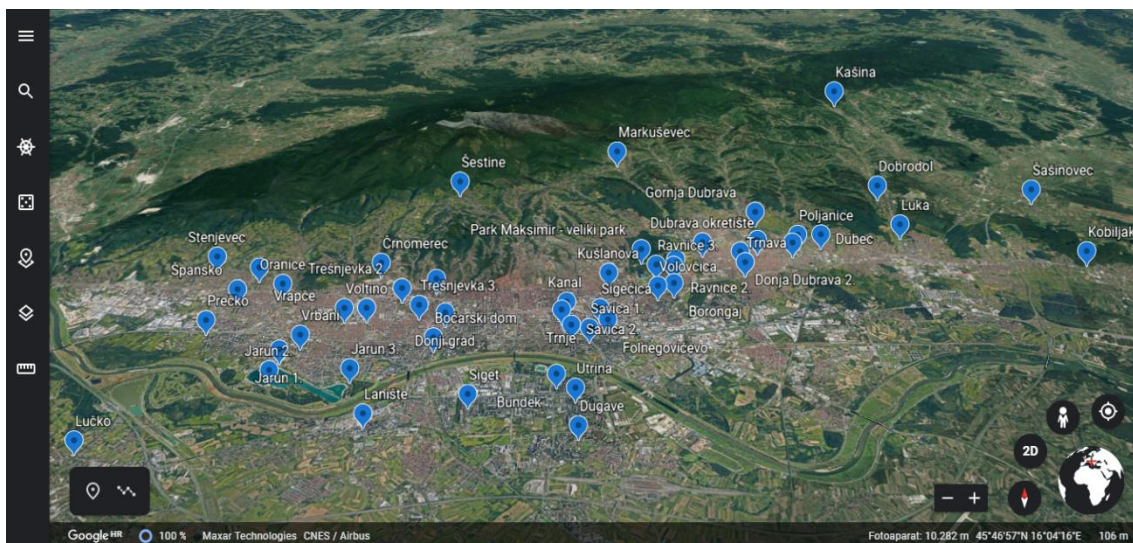 Kašina
Markuševec
Šestine
Dobrodol
Šašinovec
Gornja Dubrava
Luka
Dubrava okretište
Poljanice
Park Maksimir - veliki park
Stenjevec
Črnomerec
Kušlanova
Ravnice 3.
Trnava
Dubec
Kobiljak
Špansko
Oranice
Trešnjevka 2.
Volovčica
Donja Dubrava 2.
Prečko
Vrapče
Voltino
Trešnjevka 3.
Kanal
Sigečica
Ravnice 2.
Vrbani
Bočarski dom
Savica 1.
Borongaj
Jarun 2.
Jarun 3.
Donji grad
Trnje
Savica 2.
Folnegovićevo
Jarun 1.
Siget
Utrina
Lanište
Bundek
Dugave
Lučko
2D
Google HR
100 %
Maxar Technologies CNES / Airbus
Fotoaparat: 10.282 m 45°46'57"N 16°04'16"E 106 m